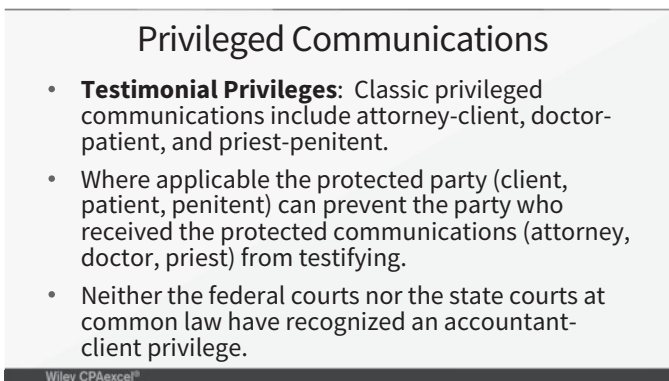 Privileged Communications
• Testimonial Privileges: Classic privileged
communications include attorney-client, doctor-
patient, and priest-penitent.
• Where applicable the protected party (client,
patient, penitent) can prevent the party who
received the protected communications (attorney,
doctor, priest) from testifying.
• Neither the federal courts nor the state courts at
common law have recognized an accountant-
client privilege.
Wiley CPAexcel®